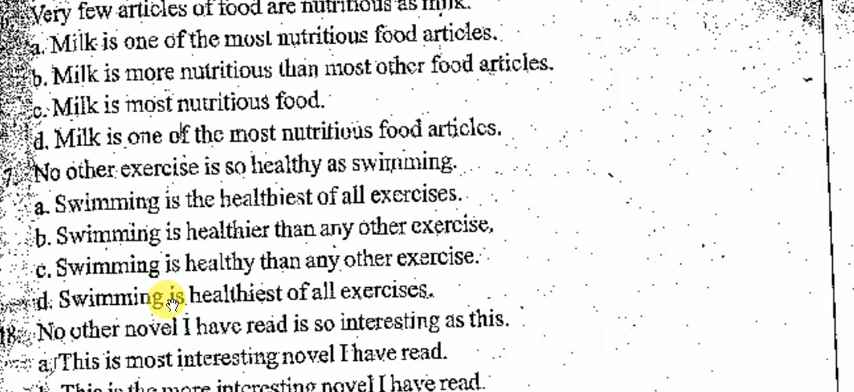 Very few articles of food are nutritious as milk.
a. Milk is one of the most nutritious food articles.
b. Milk is more nutritious than most other food articles.
c. Milk is most nutritious food.
d. Milk is one of the most nutritious food articles.
7. No other exercise is so healthy as swimming.
a. Swimming is the healthiest of all exercises.
b. Swimming is healthier than any other exercise.
c. Swimming is healthy than any other exercise.
d. Swimming is healthiest of all exercises.
18. No other novel I have read is so interesting as this.
a. This is most interesting novel I have read.
This is the more interesting novel I have read.